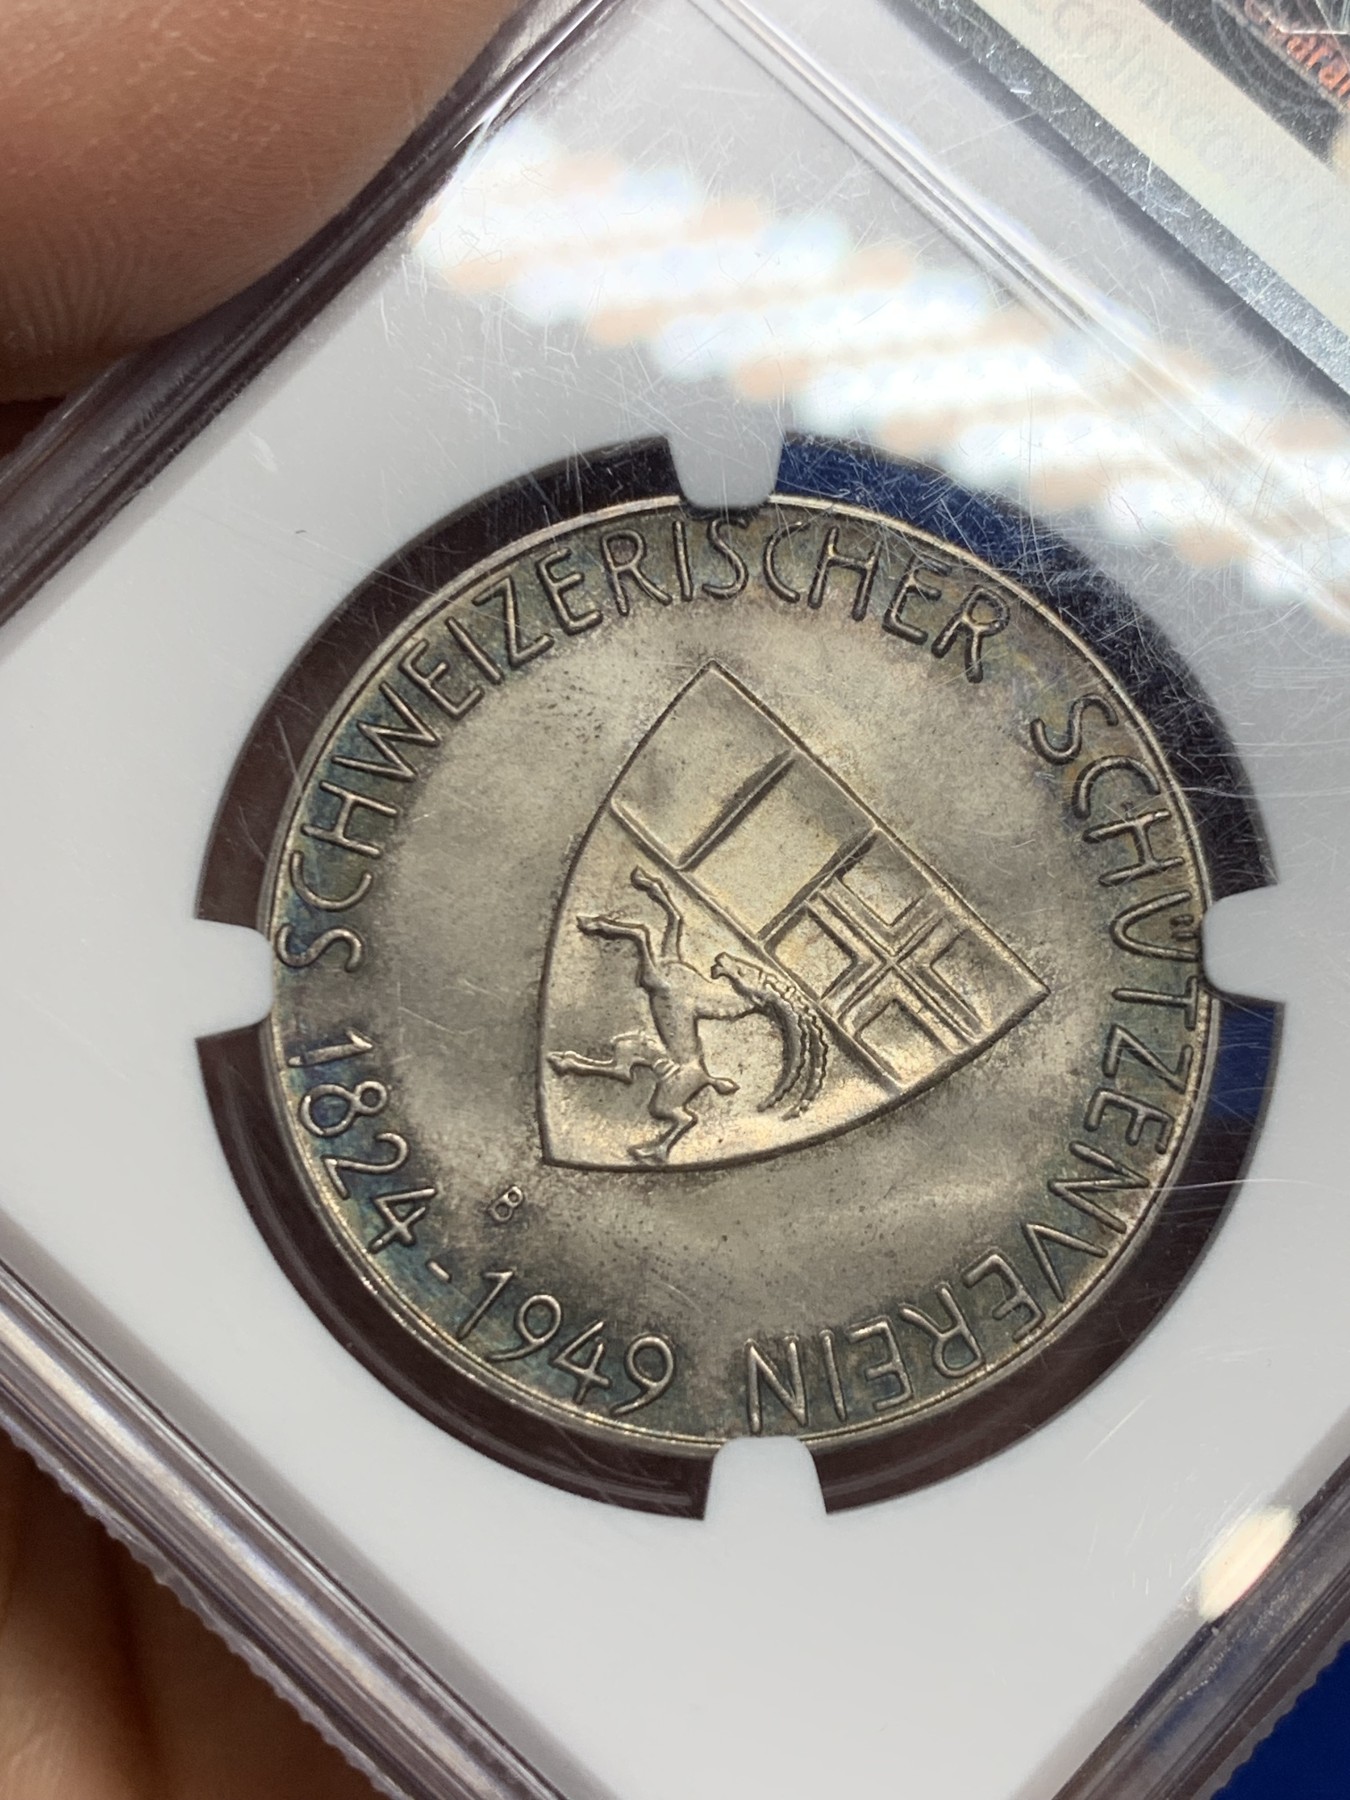 SCHWEIZERISCHER SCHÜTZENVEREIN
1824-1949
B